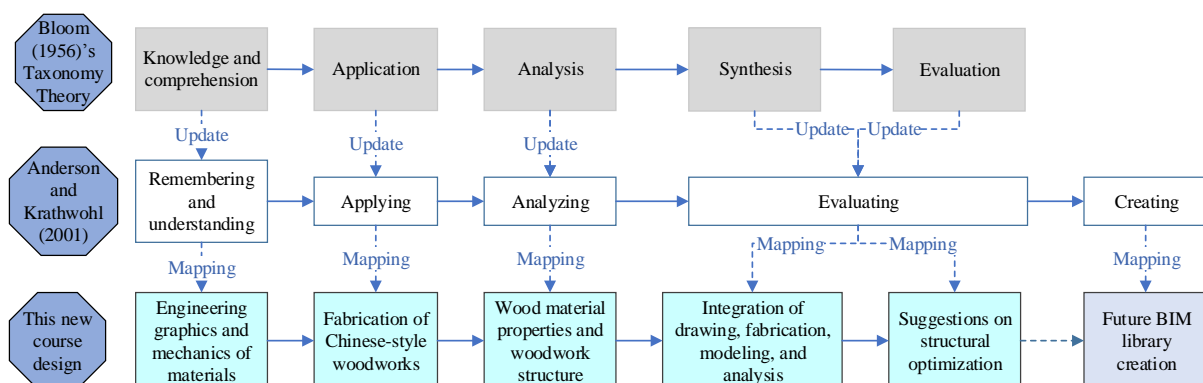 Bloom
(1956)'s
Taxonomy
Theory
Knowledge and
comprehension
Application
Analysis
Synthesis
Evaluation
Update
Update
Update
Update
Update
Anderson
and
Krathwohl
(2001)
Remembering
and
understanding
Applying
Analyzing
Evaluating
Creating
Mapping
Mapping
Mapping
Mapping
Mapping
Mapping
This new
course
design
Engineering
graphics and
mechanics of
materials
Fabrication of
Chinese-style
woodworks
Wood material
properties and
woodwork
structure
Integration of
drawing, fabrication,
modeling, and
analysis
Suggestions on
structural
optimization
Future BIM
library
creation